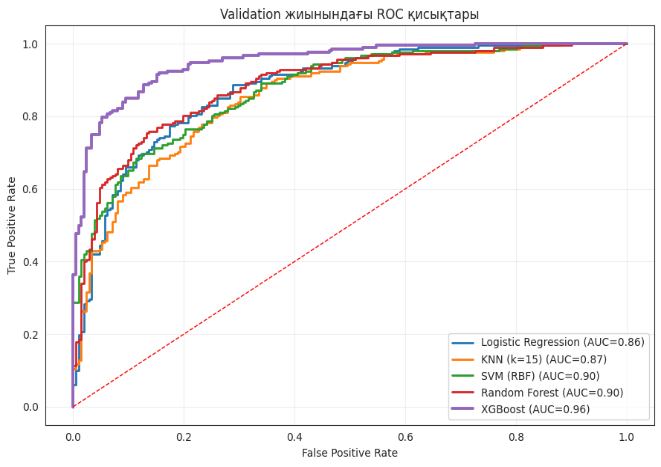 Validation жиынындағы ROC қисықтары
True Positive Rate
1.0
0.8
0.6
0.4
0.2
0.0
0.0
0.2
0.4
0.6
0.8
1.0
False Positive Rate
Logistic Regression (AUC=0.86)
KNN (k=15) (AUC=0.87)
SVM (RBF) (AUC=0.90)
Random Forest (AUC=0.90)
XGBoost (AUC=0.96)